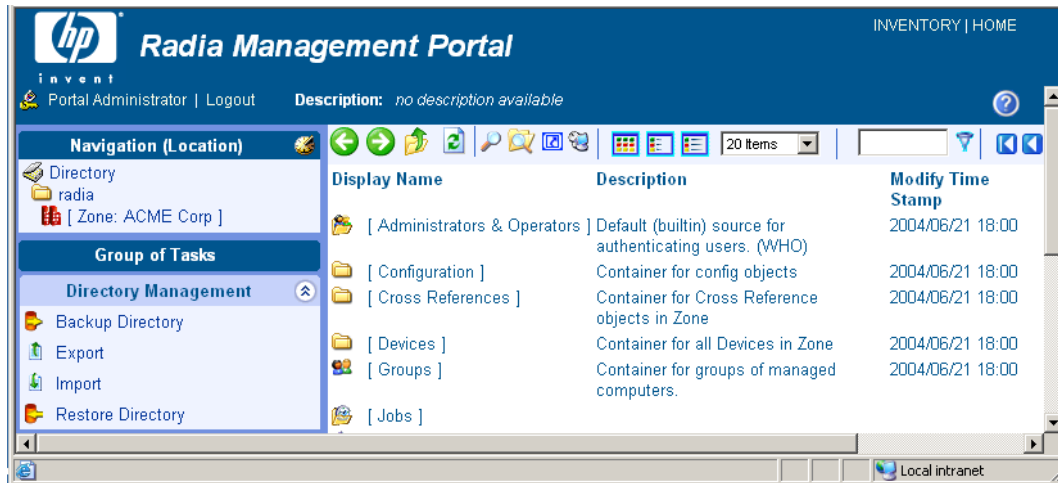 hp
invent
Radia Management Portal
INVENTORY | HOME
Portal Administrator | Logout
Description: no description available
Navigation (Location)
Directory
radia
[ Zone: ACME Corp ]
Group of Tasks
Directory Management
Backup Directory
Export
Import
Restore Directory
20 Items
Display Name Description Modify Time
Stamp
[ Administrators & Operators ] Default (builtin) source for 2004/06/21 18:00
authenticating users. (WHO)
[ Configuration ] Container for config objects 2004/06/21 18:00
[ Cross References ] Container for Cross Reference 2004/06/21 18:00
objects in Zone
[ Devices ] Container for all Devices in Zone 2004/06/21 18:00
[ Groups ] Container for groups of managed 2004/06/21 18:00
computers.
[ Jobs ]
Local intranet